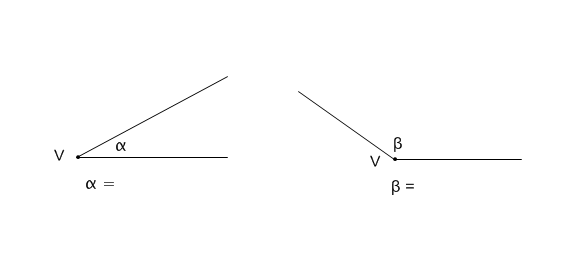 V
α
α =
β
V
β =